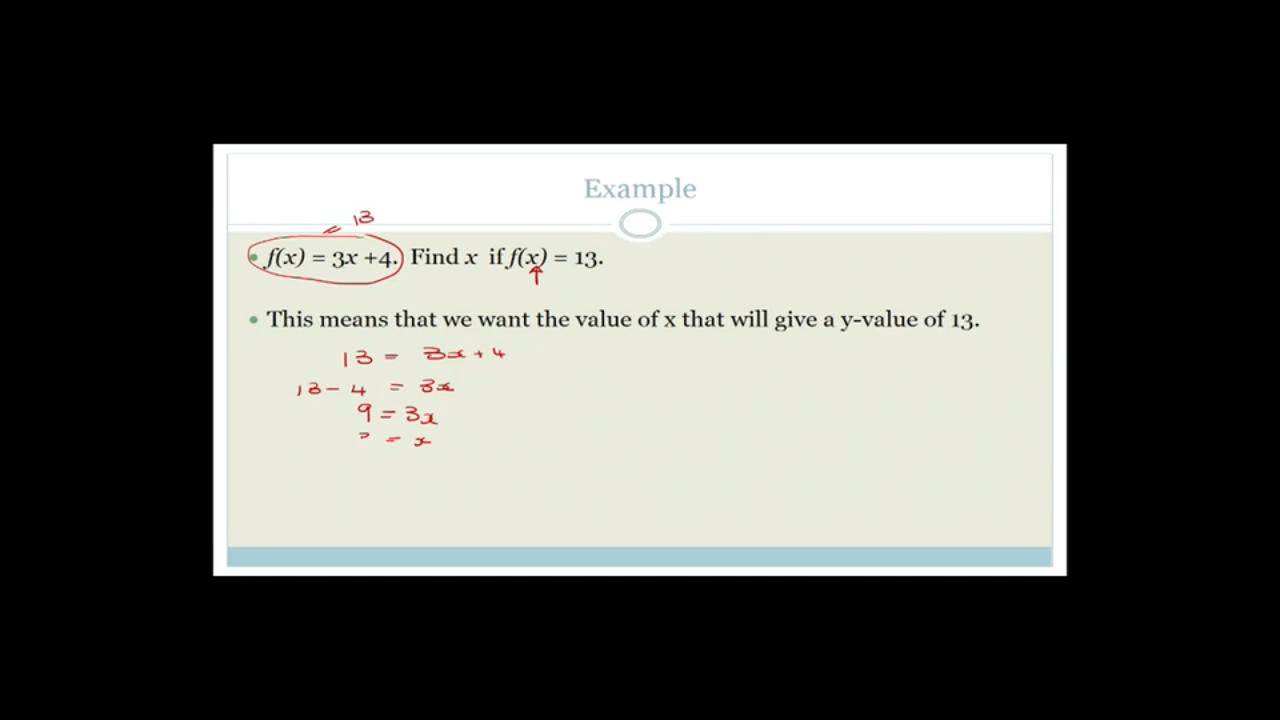 Example
= 13
• f(x) = 3x +4. Find x if f(x) = 13.
• This means that we want the value of x that will give a y-value of 13.
13 = 3x + 4
13 - 4 = 3x
9 = 3x
= x